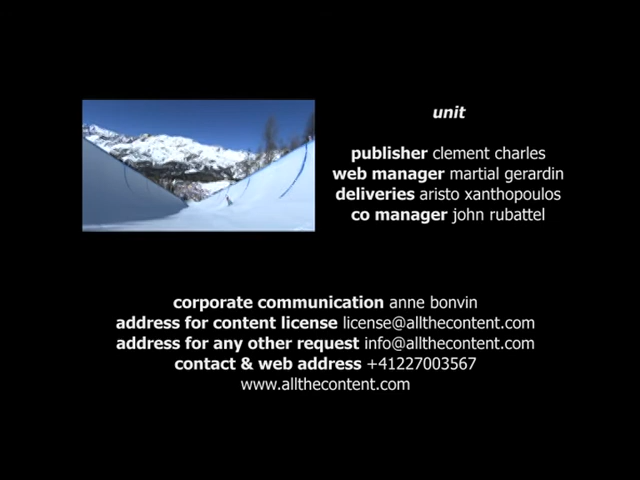 unit
publisher clement charles
web manager martial gerardin
deliveries aristo xanthopoulos
co manager john rubattel
corporate communication anne bonvin
address for content license license@allthecontent.com
address for any other request info@allthecontent.com
contact & web address +41227003567
www.allthecontent.com